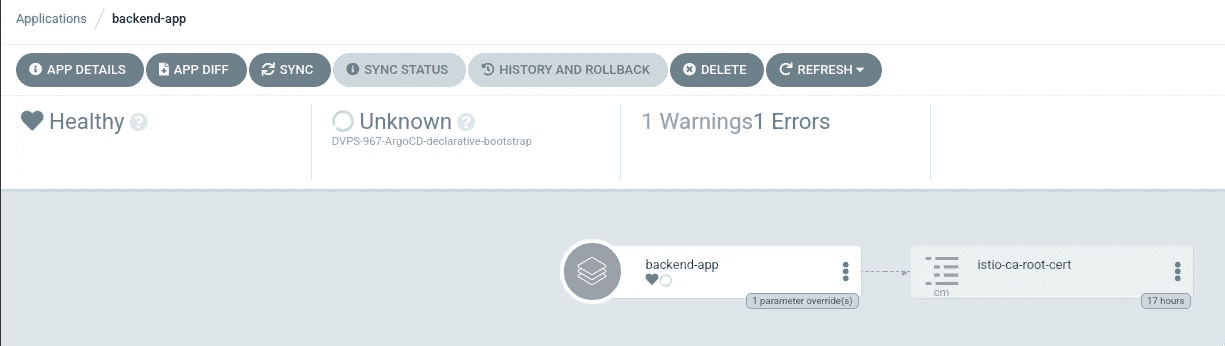 Applications / backend-app
APP DETAILS APP DIFF SYNC SYNC STATUS HISTORY AND ROLLBACK DELETE REFRESH
Healthy ? Unknown ? 1 Warnings1 Errors
DVPS-967-ArgoCD-declarative-bootstrap
backend-app istio-ca-root-cert
cm
1 parameter override(s) 17 hours